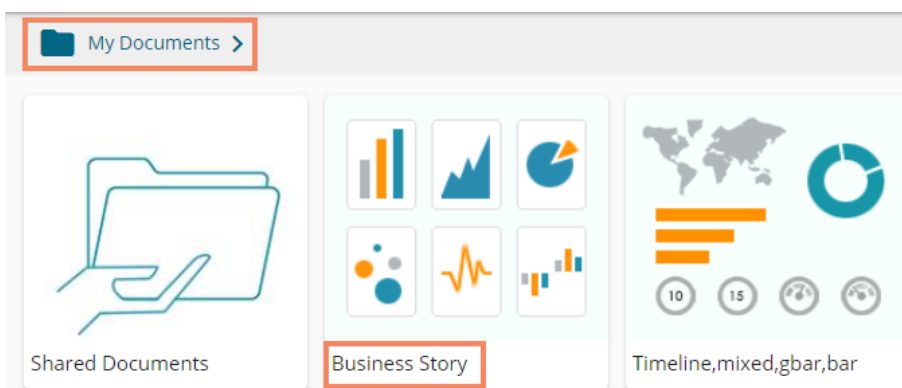 My Documents
10 15
Shared Documents
Business Story
Timeline,mixed,gbar,bar